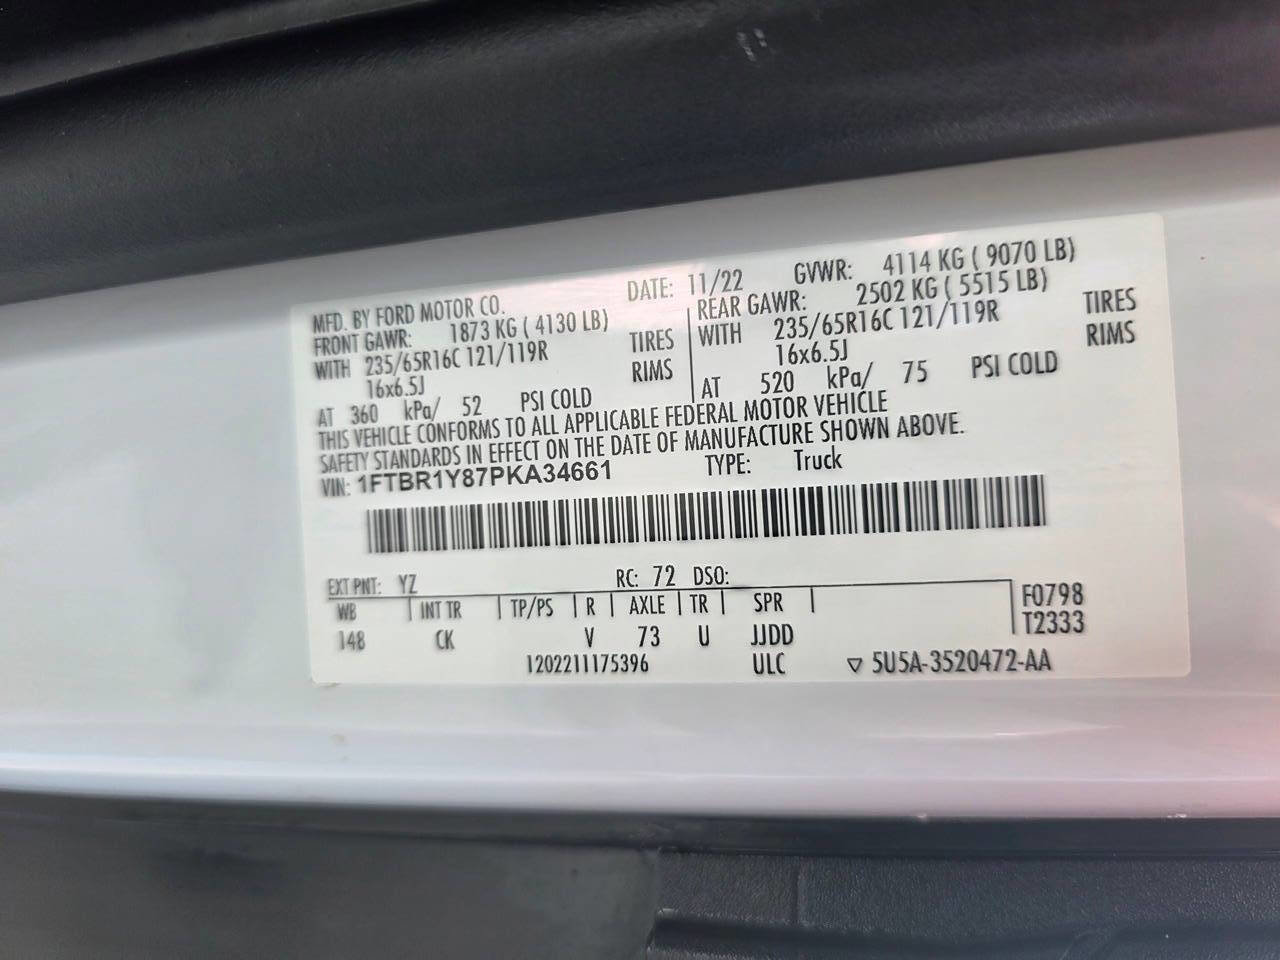 MFD. BY FORD MOTOR CO. DATE: 11/22 GVWR: 4114 KG ( 9070 LB)
FRONT GAWR: 1873 KG ( 4130 LB) REAR GAWR: 2502 KG ( 5515 LB)
WITH 235/65R16C 121/119R TIRES WITH 235/65R16C 121/119R TIRES
16x6.5J RIMS 16x6.5J RIMS
AT 360 kPa/ 52 PSI COLD AT 520 kPa/ 75 PSI COLD
THIS VEHICLE CONFORMS TO ALL APPLICABLE FEDERAL MOTOR VEHICLE
SAFETY STANDARDS IN EFFECT ON THE DATE OF MANUFACTURE SHOWN ABOVE.
VIN: 1FTBR1Y87PKA34661 TYPE: Truck
EXT PNT: YZ RC: 72 DSO:
WB INT TR TP/PS R AXLE TR SPR F0798
148 CK V 73 U JJDD T2333
1202211175396 ULC ▽ 5U5A-3520472-AA